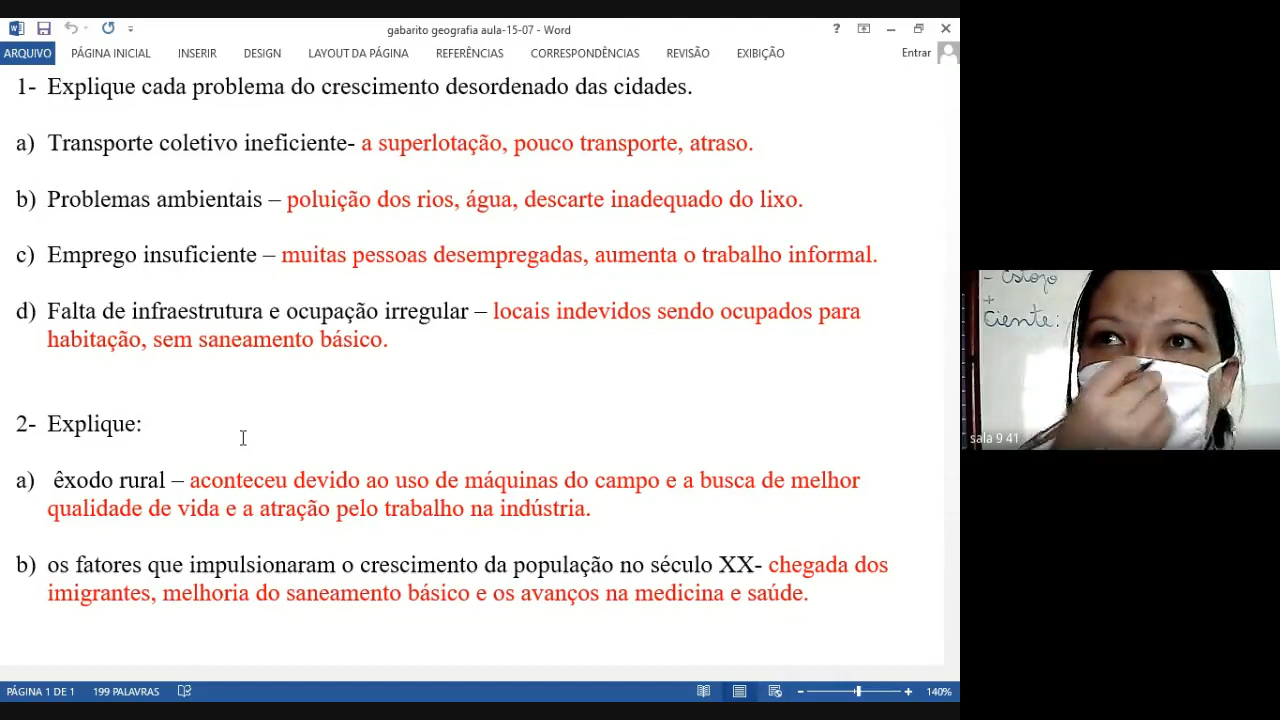 gabarito geografia aula-15-07 - Word
?
ARQUIVO PÁGINA INICIAL INSERIR DESIGN LAYOUT DA PÁGINA REFERÊNCIAS CORRESPONDÊNCIAS REVISÃO EXIBIÇÃO Entrar
1- Explique cada problema do crescimento desordenado das cidades.
a) Transporte coletivo ineficiente- a superlotação, pouco transporte, atraso.
b) Problemas ambientais – poluição dos rios, água, descarte inadequado do lixo.
c) Emprego insuficiente – muitas pessoas desempregadas, aumenta o trabalho informal.
d) Falta de infraestrutura e ocupação irregular – locais indevidos sendo ocupados para
habitação, sem saneamento básico.
2- Explique:
a) êxodo rural – aconteceu devido ao uso de máquinas do campo e a busca de melhor
qualidade de vida e a atração pelo trabalho na indústria.
b) os fatores que impulsionaram o crescimento da população no século XX- chegada dos
imigrantes, melhoria do saneamento básico e os avanços na medicina e saúde.
PÁGINA 1 DE 1 199 PALAVRAS 140%
- Estojo
+
Ciente:
sala 9 41